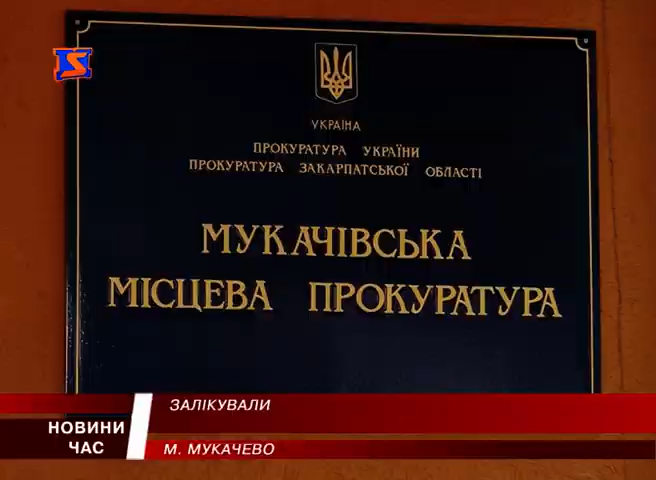 S
УКРАЇНА
ПРОКУРАТУРА УКРАЇНИ
ПРОКУРАТУРА ЗАКАРПАТСЬКОЇ ОБЛАСТІ
МУКАЧІВСЬКА
МІСЦЕВА ПРОКУРАТУРА
ЗАЛІКУВАЛИ
НОВИНИ
ЧАС
М. МУКАЧЕВО